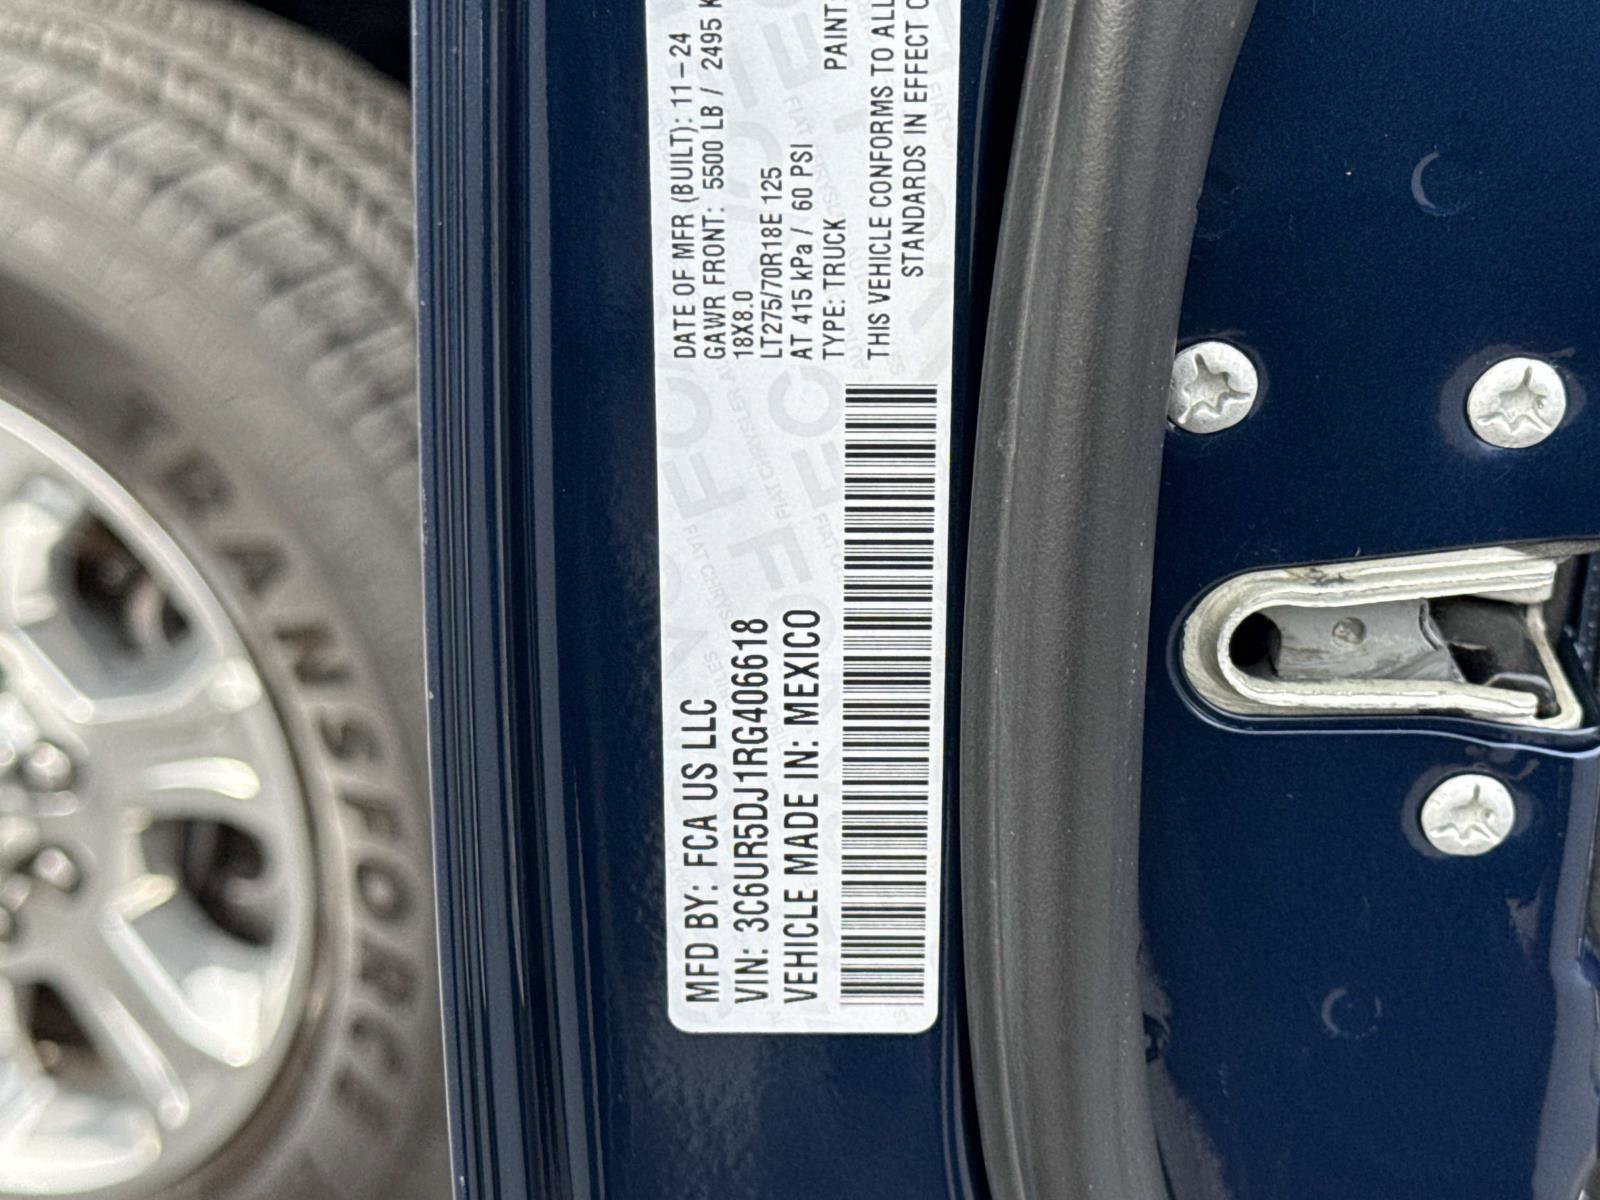 MFD BY: FCA US LLC
VIN: 3C6UR5DJ1RG406618
VEHICLE MADE IN: MEXICO
DATE OF MFR (BUILT): 11-24
GAWR FRONT: 5500 LB / 2495 K
18X8.0
LT275/70R18E 125
AT 4115 kPa / 60 PSI
TYPE: TRUCK
PAINT:
THIS VEHICLE CONFORMS TO ALL
STANDARDS IN EFFECT O
TRANSFORCE